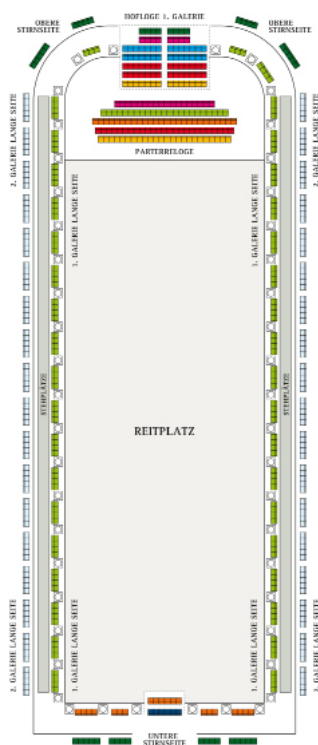 HOFLOGE 1. GALERIE
OBERE
STIRNSEITE
OBERE
STIRNSEITE
2. GALERIE LANGE SEITE
2. GALERIE LANGE SEITE
PARTERRELOGE
1. GALERIE LANGE SEITE
1. GALERIE LANGE SEITE
STEHPLÄTZE
STEHPLÄTZE
REITPLATZ
2. GALERIE LANGE SEITE
1. GALERIE LANGE SEITE
1. GALERIE LANGE SEITE
2. GALERIE LANGE SEITE
UNTERE
STIRNSEITE